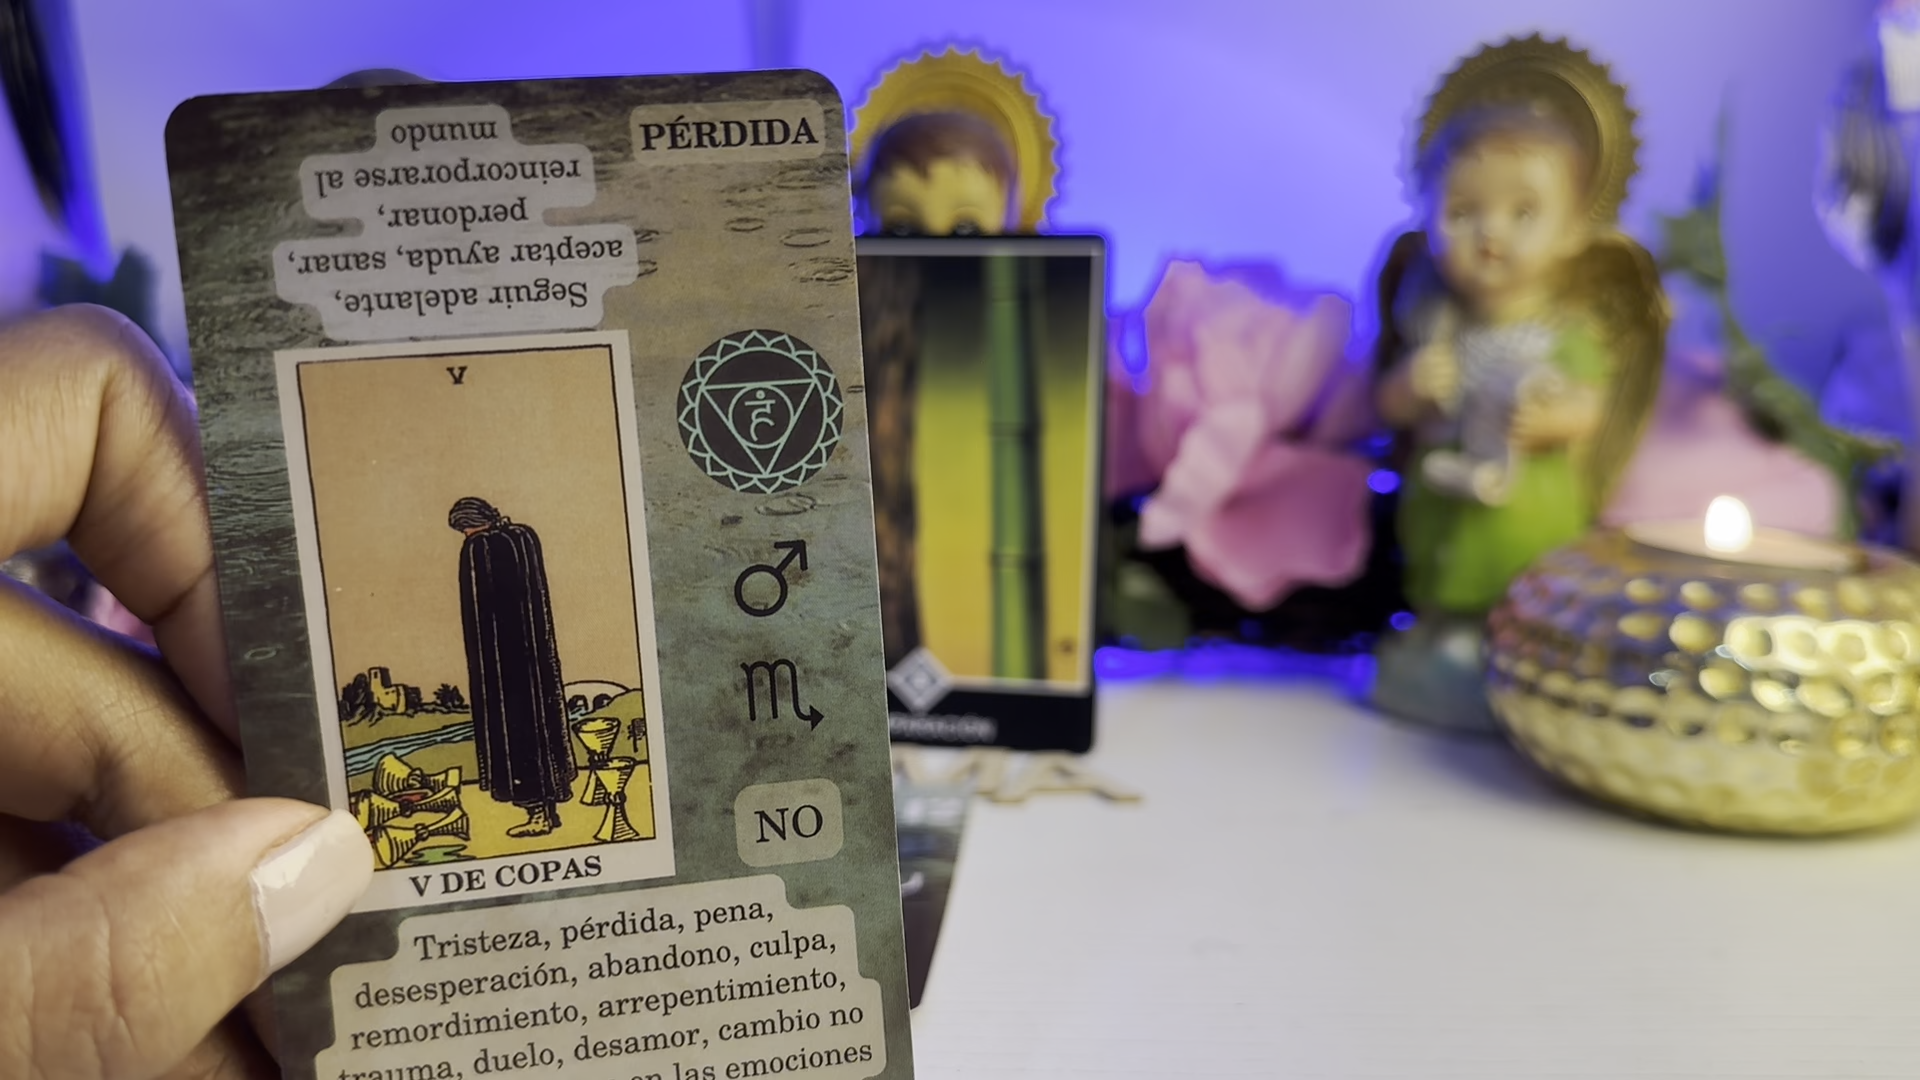 PÉRDIDA
Seguir adelante,
aceptar ayuda, sanar,
perdonar,
reincorporarse al
mundo
V
NO
V DE COPAS
Tristeza, pérdida, pena,
desesperación, abandono, culpa,
remordimiento, arrepentimiento,
trauma, duelo, desamor, cambio no
en las emociones